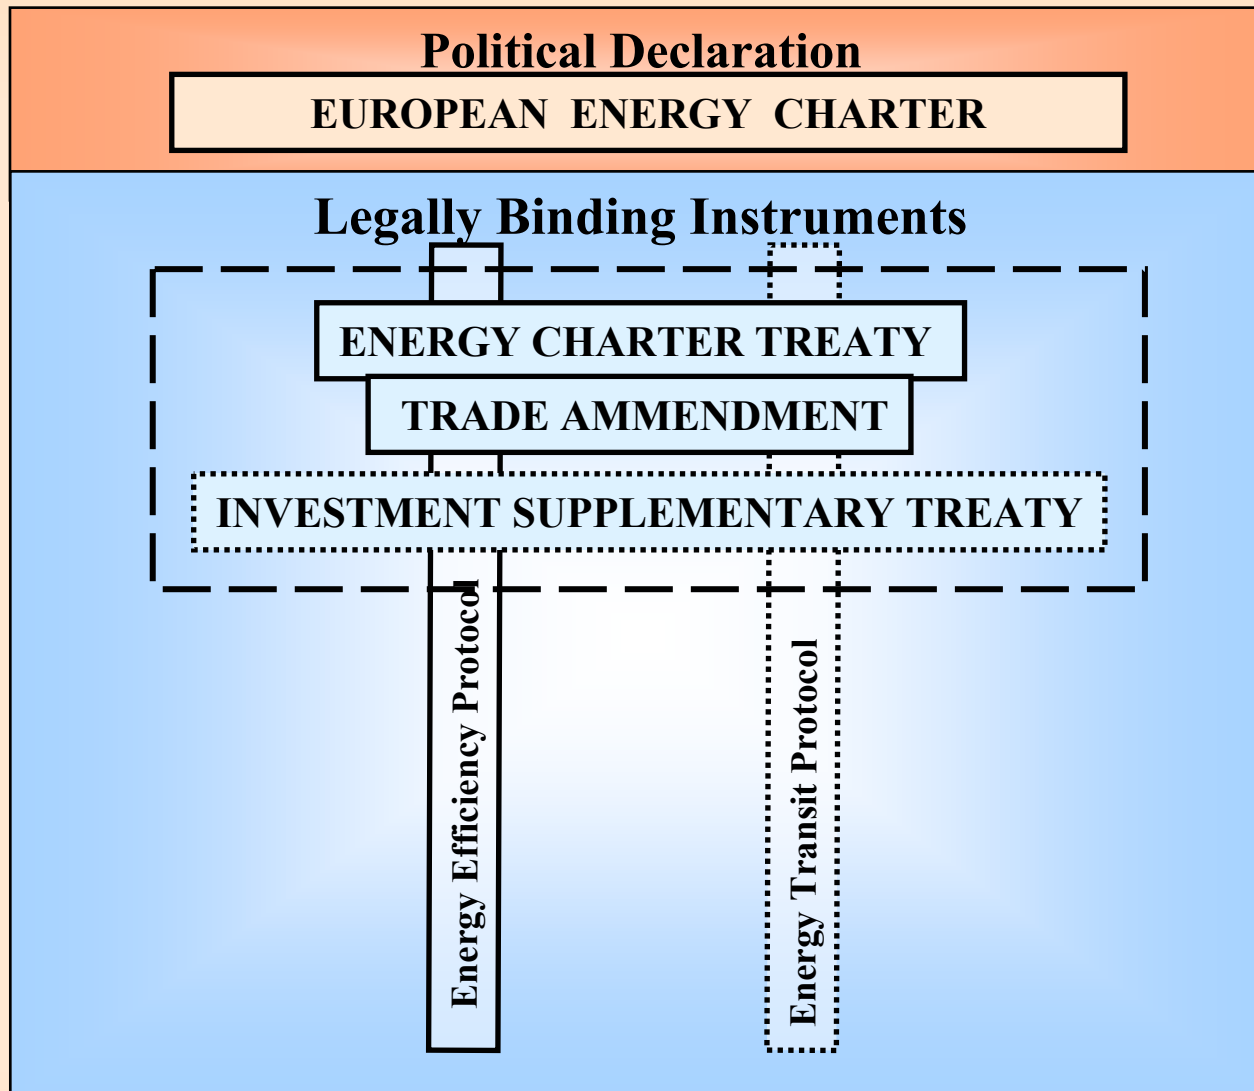 Political Declaration
EUROPEAN ENERGY CHARTER
Legally Binding Instruments
ENERGY CHARTER TREATY
TRADE AMMENDMENT
INVESTMENT SUPPLEMENTARY TREATY
Energy Efficiency Protocol
Energy Transit Protocol